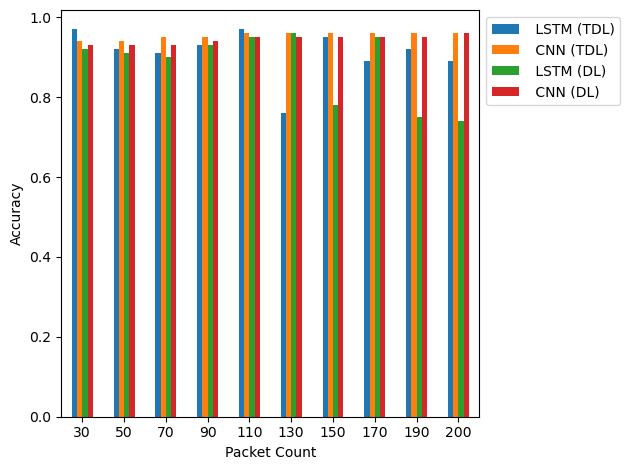 1.0
0.8
0.6
0.4
0.2
0.0
Accuracy
30 50 70 90 110 130 150 170 190 200
Packet Count
LSTM (TDL)
CNN (TDL)
LSTM (DL)
CNN (DL)